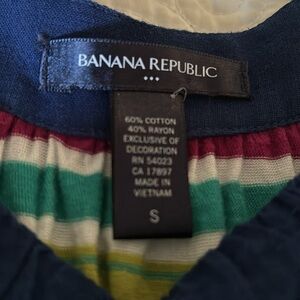 BANANA REPUBLIC
60% COTTON
40% RAYON
EXCLUSIVE OF
DECORATION
RN 54023
CA 17897
MADE IN
VIETNAM
S